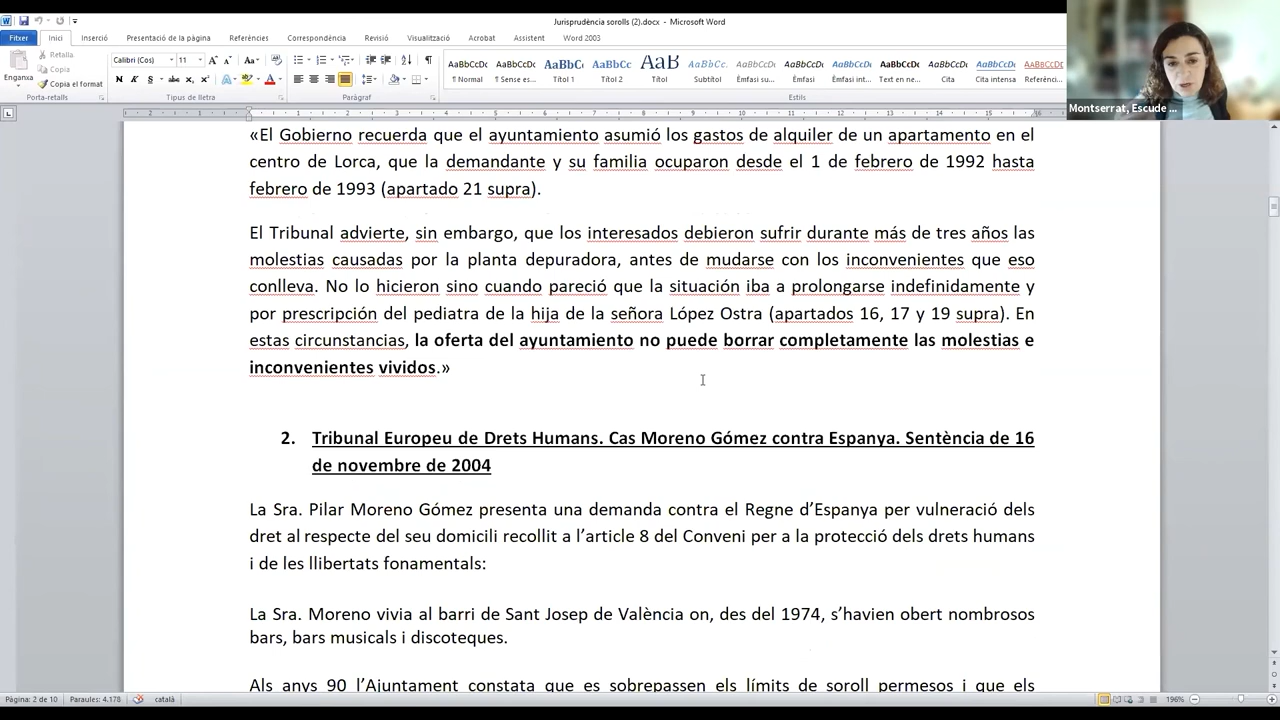 Jurisprudència sorolls (2).docx - Microsoft Word
Fitxer Inici Inserció Presentació de la pàgina Referències Correspondència Revisió Visualització Acrobat Assistent Word 2003
Enganxa
Retalla
Copia
Copia el format
Porta-retalls
Calibri (Cos) 11
Tipus de lletra
Paràgraf
AaBbCcDc AaBbCcDc AaBbC AaBbCc AaB AaBbCc. AaBbCcDc AaBbCcDc AaBbCcDc AaBbCcDc AaBbCcDc AaBbCcDc AaBbCcDc
¶ Normal ¶ Sense es... Títol 1 Títol 2 Títol Subtítol Èmfasi su... Èmfasi Èmfasi int... Text en ne... Cita Cita intensa Referènci...
Estils
Montserrat, Escude ...
«El Gobierno recuerda que el ayuntamiento asumió los gastos de alquiler de un apartamento en el
centro de Lorca, que la demandante y su familia ocuparon desde el 1 de febrero de 1992 hasta
febrero de 1993 (apartado 21 supra).
El Tribunal advierte, sin embargo, que los interesados debieron sufrir durante más de tres años las
molestias causadas por la planta depuradora, antes de mudarse con los inconvenientes que eso
conlleva. No lo hicieron sino cuando pareció que la situación iba a prolongarse indefinidamente y
por prescripción del pediatra de la hija de la señora López Ostra (apartados 16, 17 y 19 supra). En
estas circunstancias, la oferta del ayuntamiento no puede borrar completamente las molestias e
inconvenientes vividos.»
2. Tribunal Europeu de Drets Humans. Cas Moreno Gómez contra Espanya. Sentència de 16
de novembre de 2004
La Sra. Pilar Moreno Gómez presenta una demanda contra el Regne d’Espanya per vulneració dels
dret al respecte del seu domicili recollit a l’article 8 del Conveni per a la protecció dels drets humans
i de les llibertats fonamentals:
La Sra. Moreno vivia al barri de Sant Josep de València on, des del 1974, s’havien obert nombrosos
bars, bars musicals i discoteques.
Als anys 90 l’Ajuntament constata que es sobrepassen els límits de soroll permesos i que els
Pàgina: 2 de 10 Paraules: 4.178 català 196%